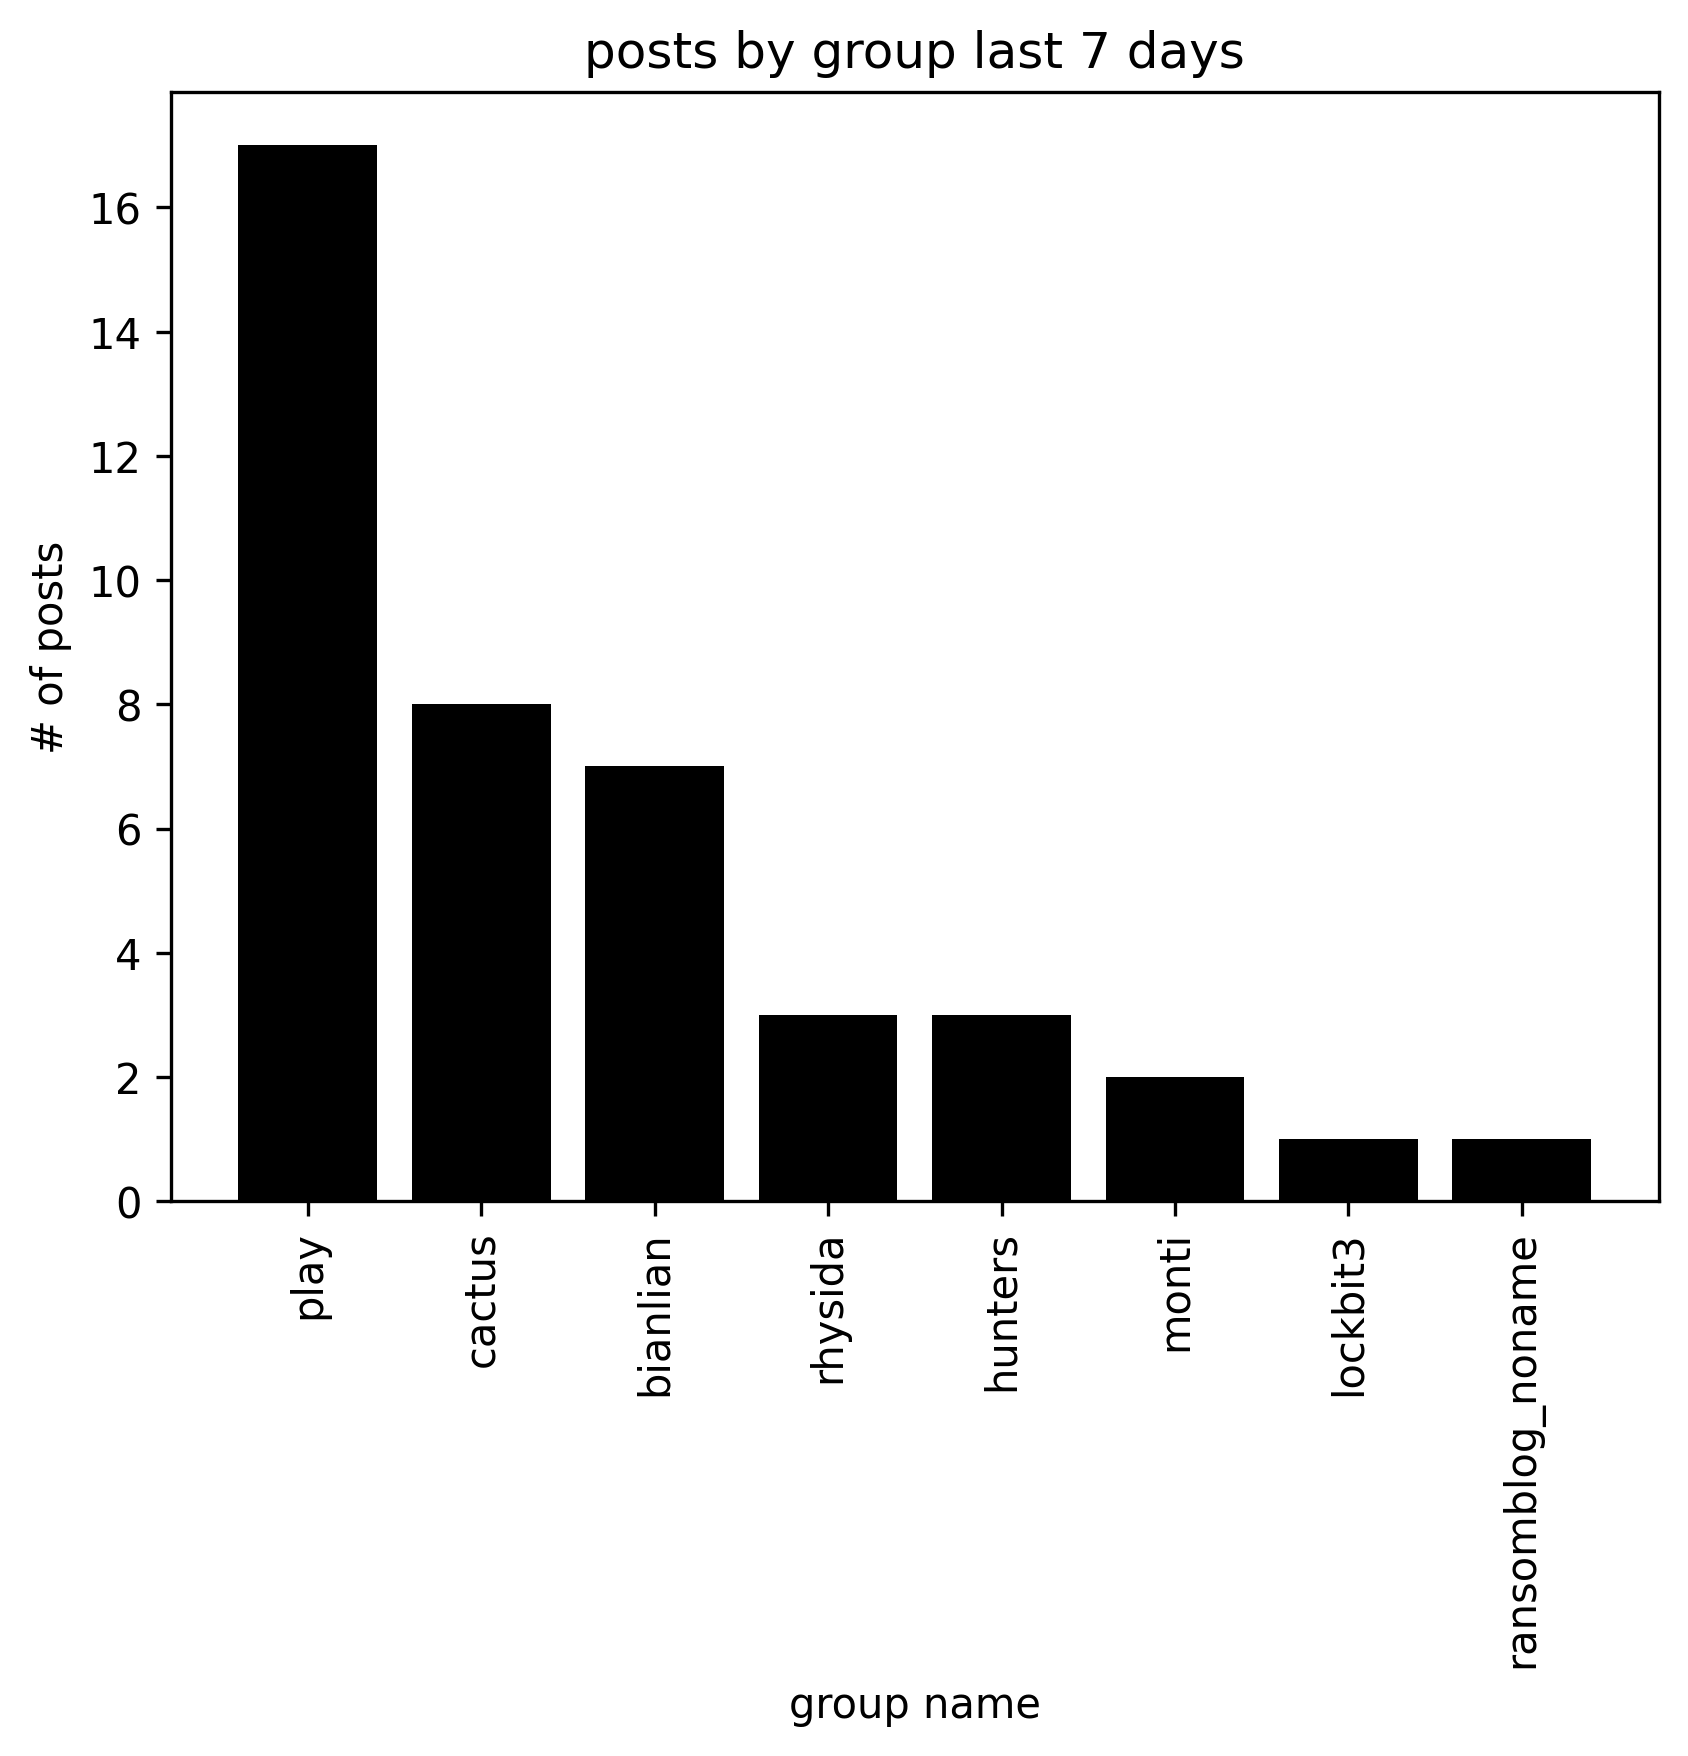 posts by group last 7 days
# of posts
16
14
12
10
8
6
4
2
0
play
cactus
bianlian
rhysida
hunters
monti
lockbit3
ransomblog_noname
group name